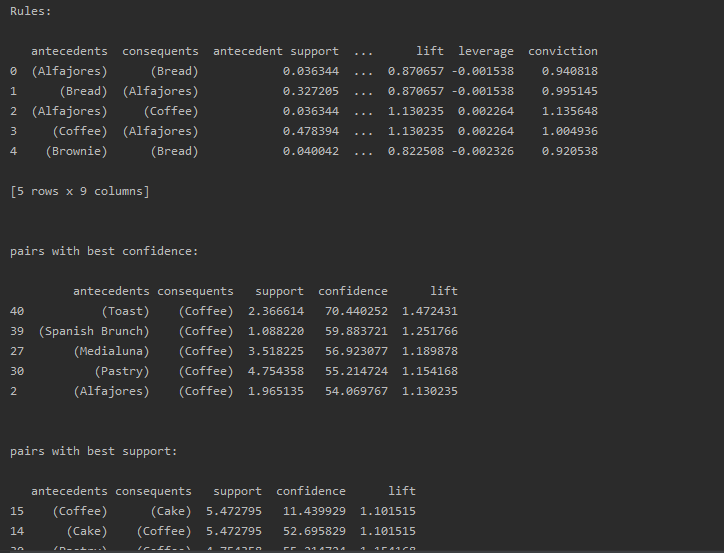 Rules:
antecedents consequents antecedent support ... lift leverage conviction
0 (Alfajores) (Bread) 0.036344 ... 0.870657 -0.001538 0.940818
1 (Bread) (Alfajores) 0.327205 ... 0.870657 -0.001538 0.995145
2 (Alfajores) (Coffee) 0.036344 ... 1.130235 0.002264 1.135648
3 (Coffee) (Alfajores) 0.478394 ... 1.130235 0.002264 1.004936
4 (Brownie) (Bread) 0.040042 ... 0.822508 -0.002326 0.920538
[5 rows x 9 columns]
pairs with best confidence:
antecedents consequents support confidence lift
40 (Toast) (Coffee) 2.366614 70.440252 1.472431
39 (Spanish Brunch) (Coffee) 1.088220 59.883721 1.251766
27 (Medialuna) (Coffee) 3.518225 56.923077 1.189878
30 (Pastry) (Coffee) 4.754358 55.214724 1.154168
2 (Alfajores) (Coffee) 1.965135 54.069767 1.130235
pairs with best support:
antecedents consequents support confidence lift
15 (Coffee) (Cake) 5.472795 11.439929 1.101515
14 (Cake) (Coffee) 5.472795 52.695829 1.101515